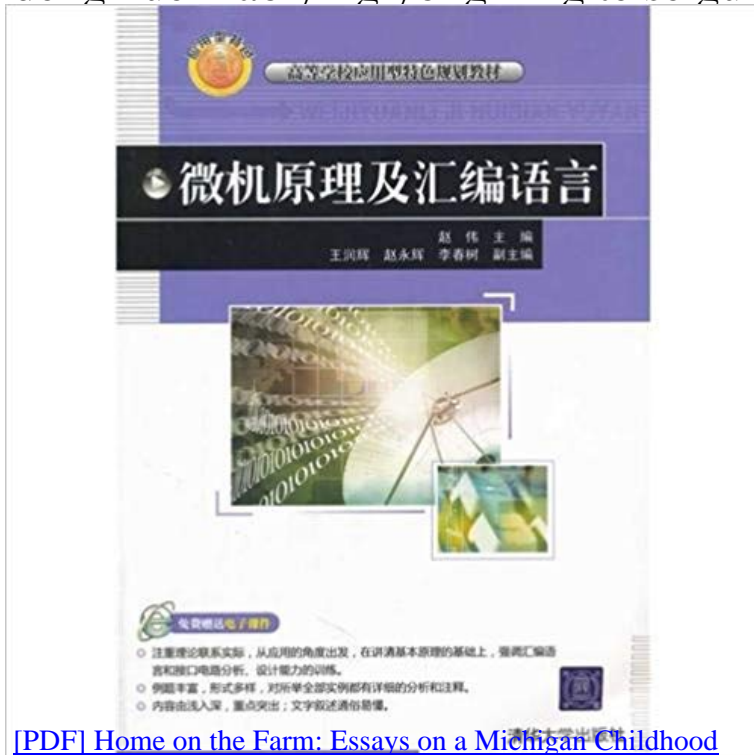 高等学校应用型特色规划教材
微机原理及汇编语言
赵 伟 主 编
王润辉 赵永辉 李春树 副主编
免费赠送电子课件
注重理论联系实际，从应用的角度出发，在讲清基本原理的基础上，强调汇编语
言和接口电路分析、设计能力的训练。
例题丰富，形式多样，对所举全部实例都有详细的分析和注释。
内容由浅入深，重点突出；文字叙述通俗易懂。
清华大学出版社
[PDF] Home on the Farm: Essays on a Michigan Childhood